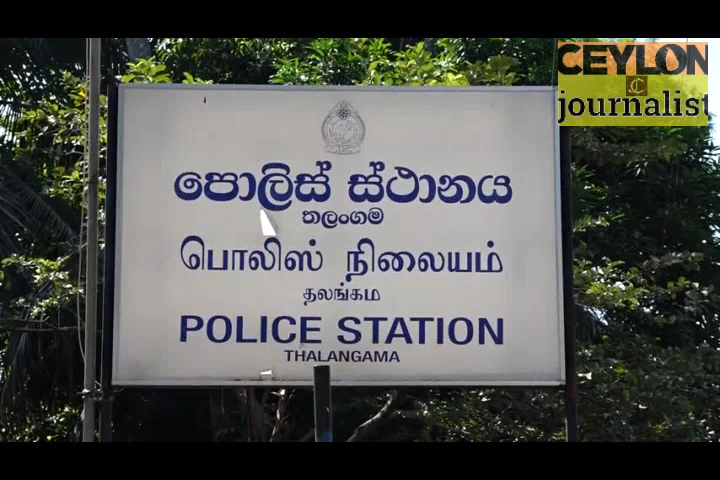 CEYLON
journalist
පොලිස් ස්ථානය
තලංගම
பொலிஸ் நிலையம்
தலங்கம
POLICE STATION
THALANGAMA